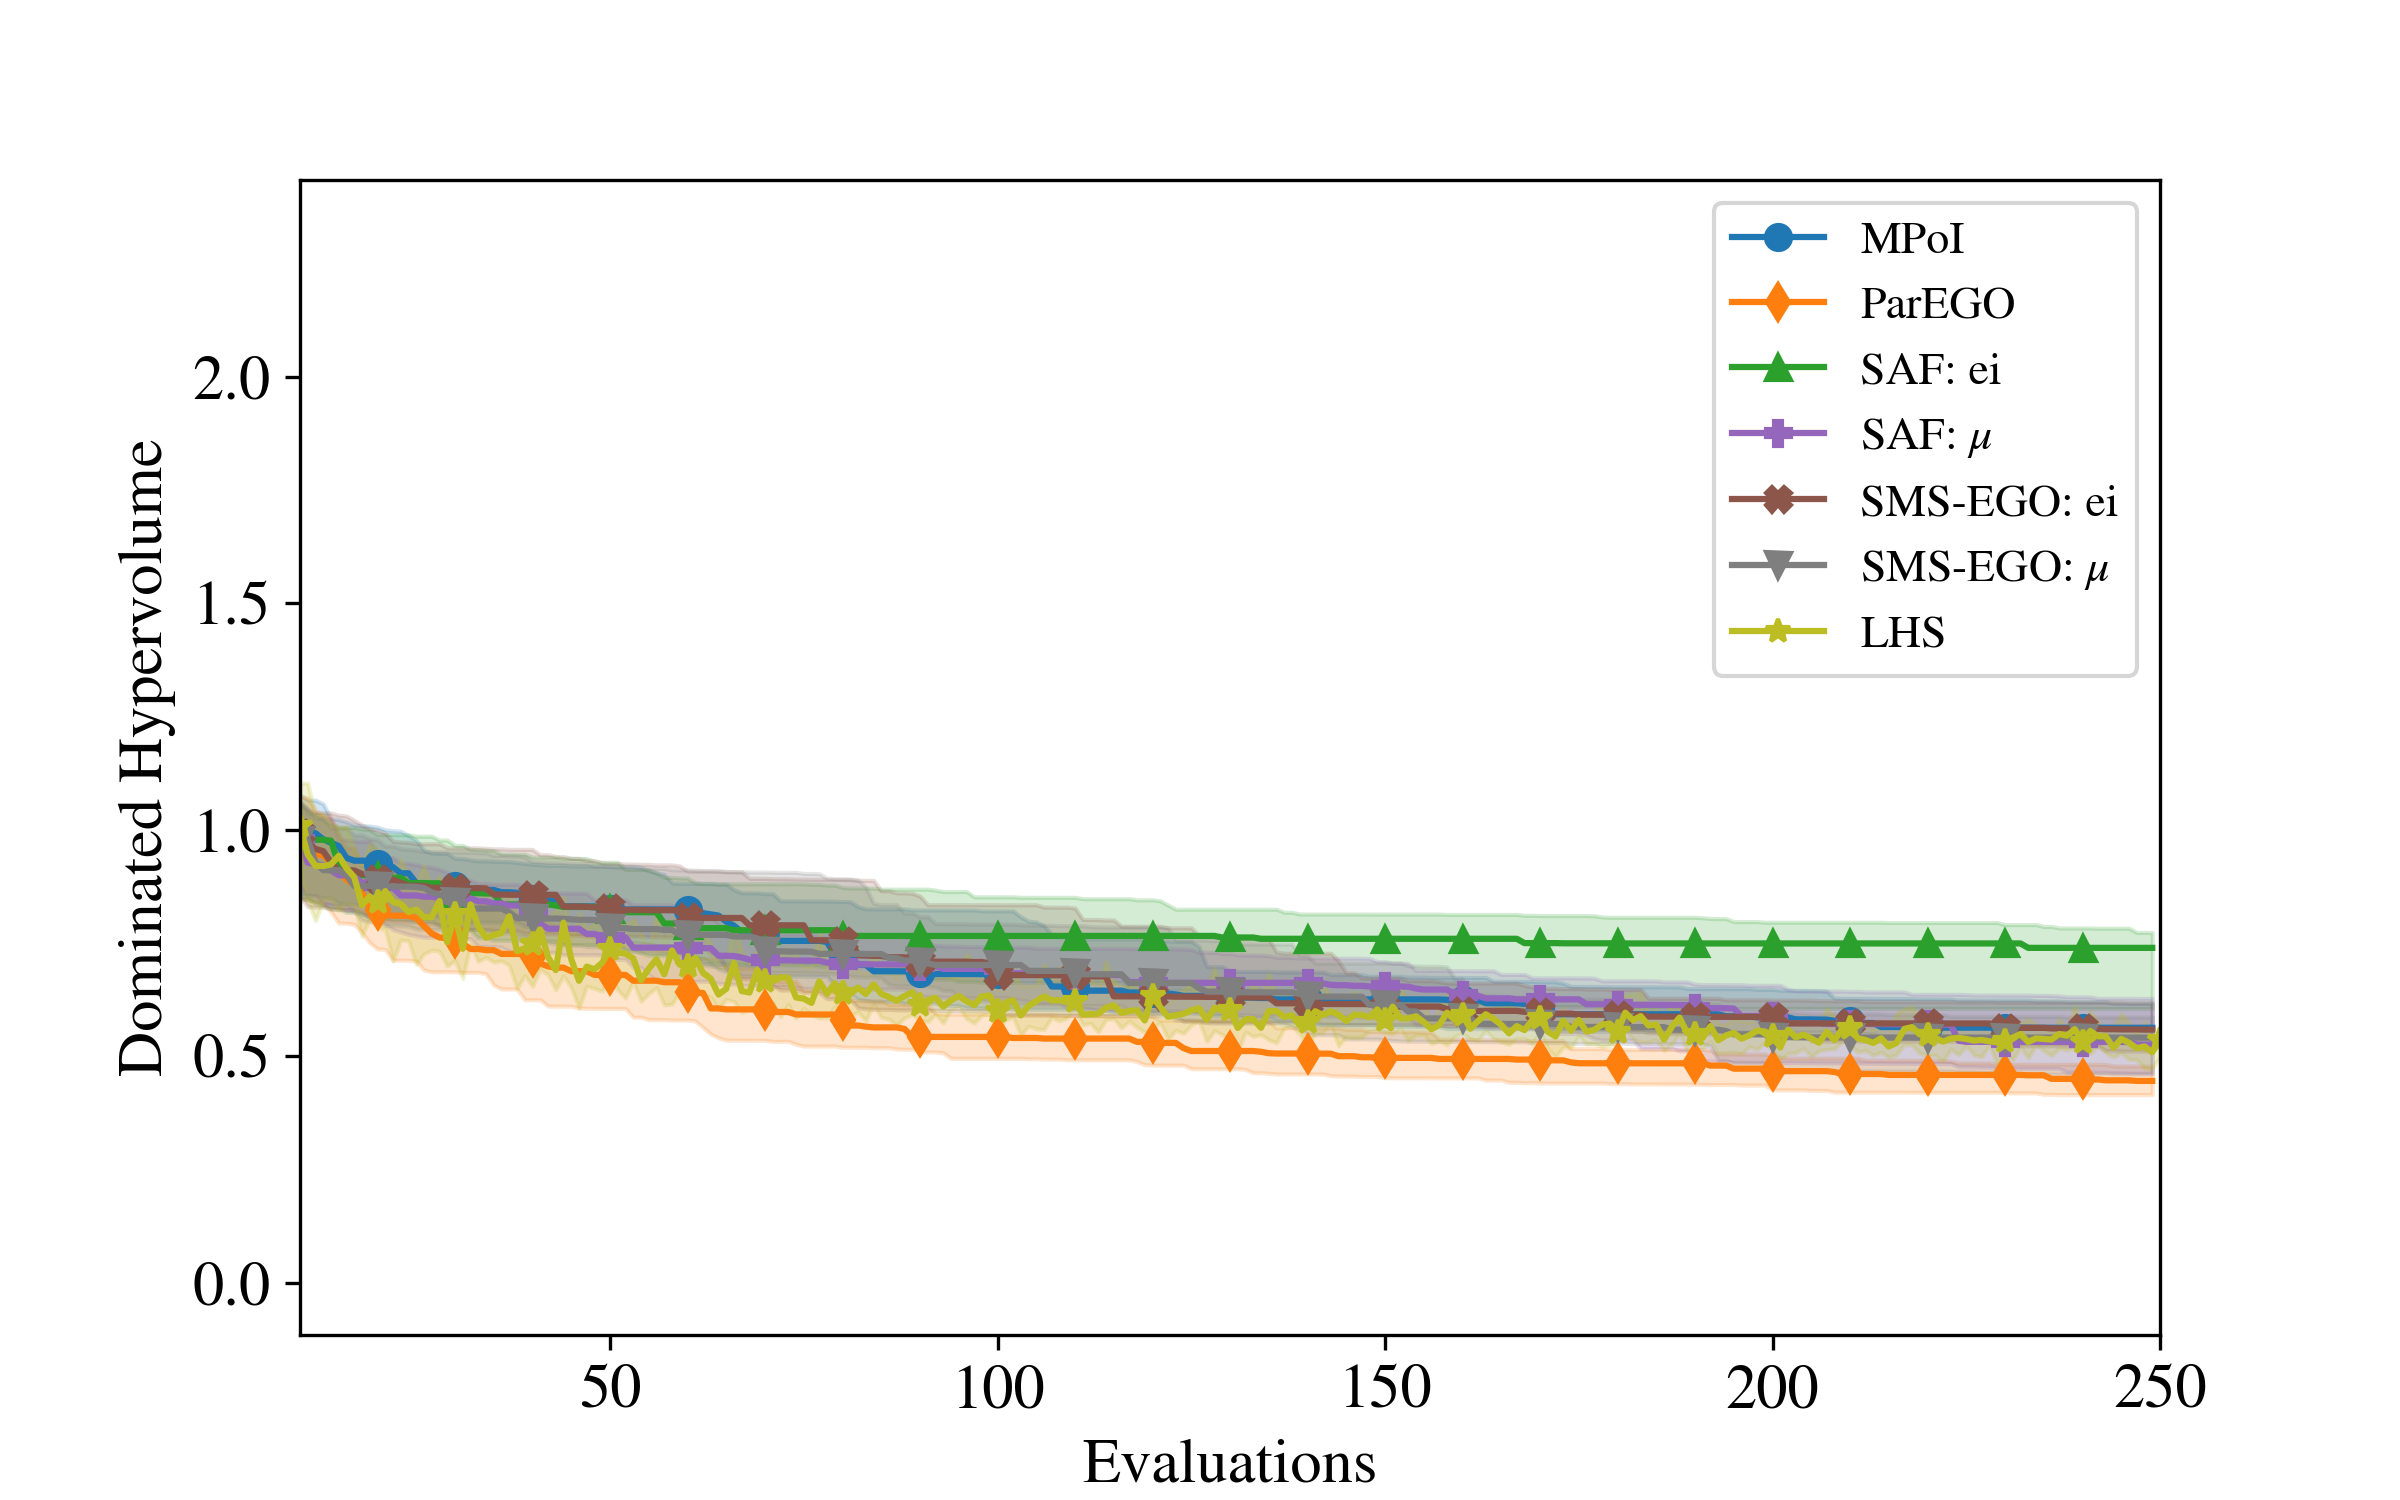 Dominated Hypervolume
2.0
1.5
1.0
0.5
0.0
MPoI
ParEGO
SAF: ei
SAF: μ
SMS-EGO: ei
SMS-EGO: μ
LHS
50
100
150
200
250
Evaluations